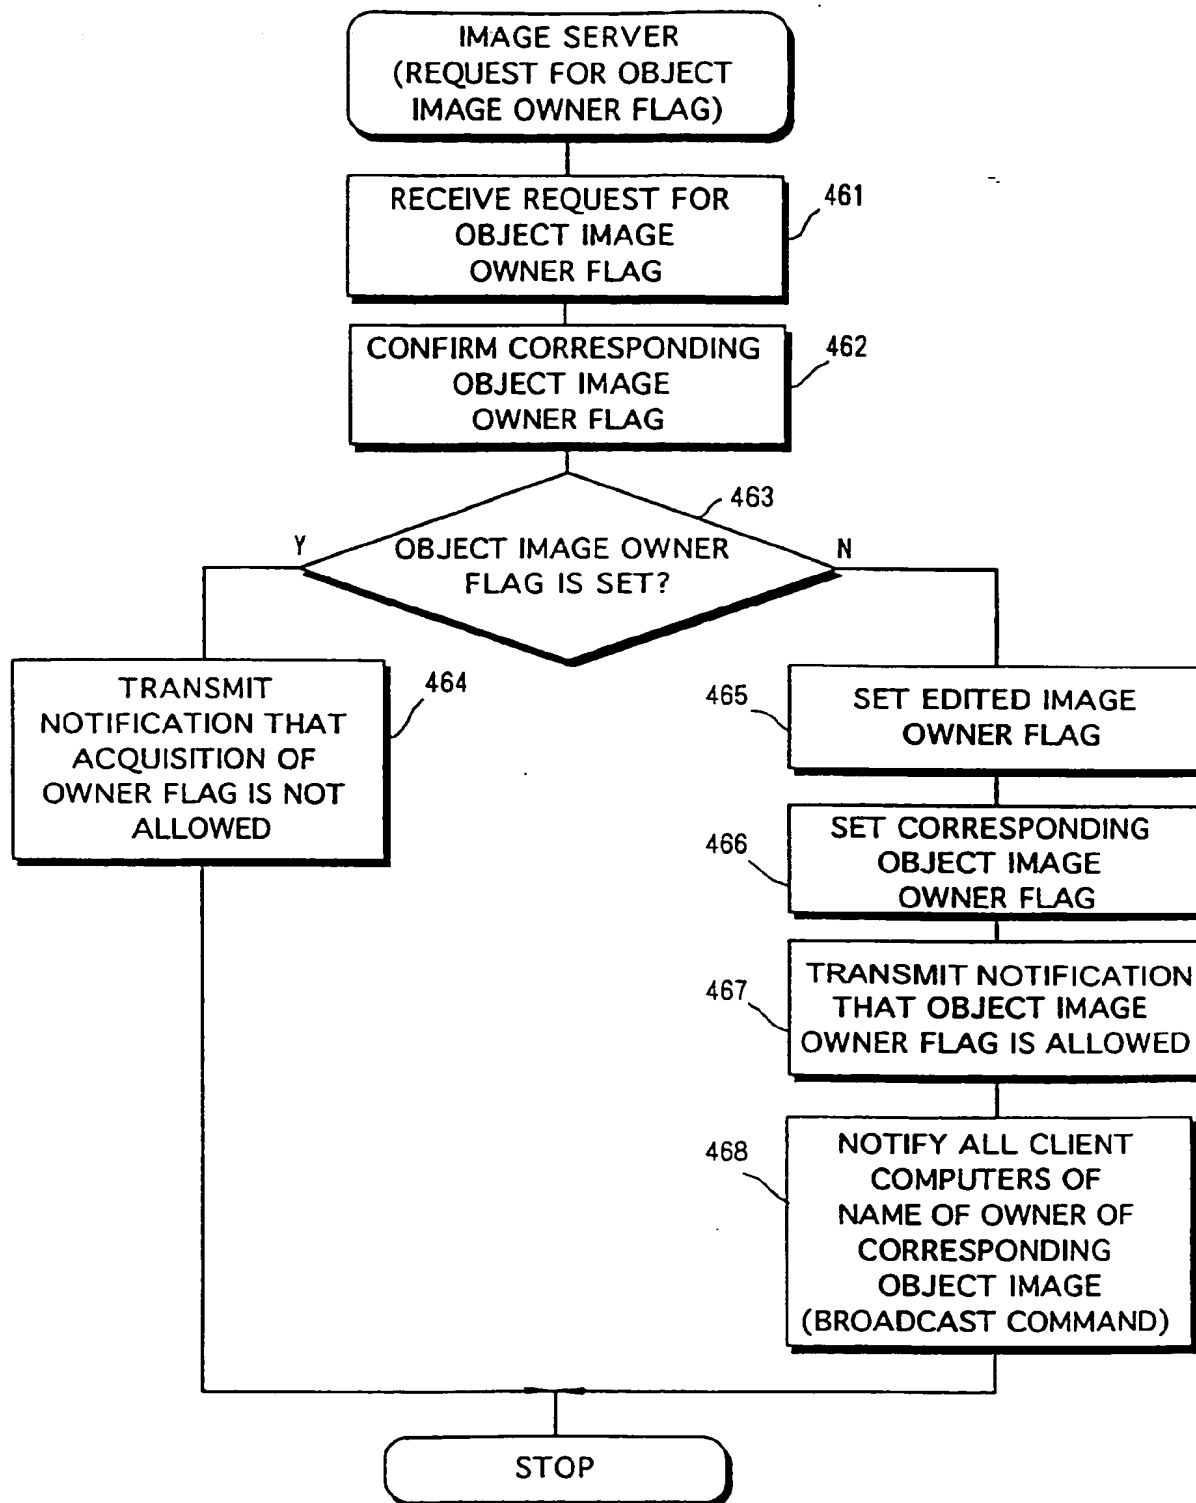 IMAGE SERVER
(REQUEST FOR OBJECT
IMAGE OWNER FLAG)
RECEIVE REQUEST FOR
OBJECT IMAGE
OWNER FLAG
461
CONFIRM CORRESPONDING
OBJECT IMAGE
OWNER FLAG
462
463
Y
OBJECT IMAGE OWNER
FLAG IS SET?
N
TRANSMIT
NOTIFICATION THAT
ACQUISITION OF
OWNER FLAG IS NOT
ALLOWED
464
465
SET EDITED IMAGE
OWNER FLAG
466
SET CORRESPONDING
OBJECT IMAGE
OWNER FLAG
467
TRANSMIT NOTIFICATION
THAT OBJECT IMAGE
OWNER FLAG IS ALLOWED
468
NOTIFY ALL CLIENT
COMPUTERS OF
NAME OF OWNER OF
CORRESPONDING
OBJECT IMAGE
(BROADCAST COMMAND)
STOP